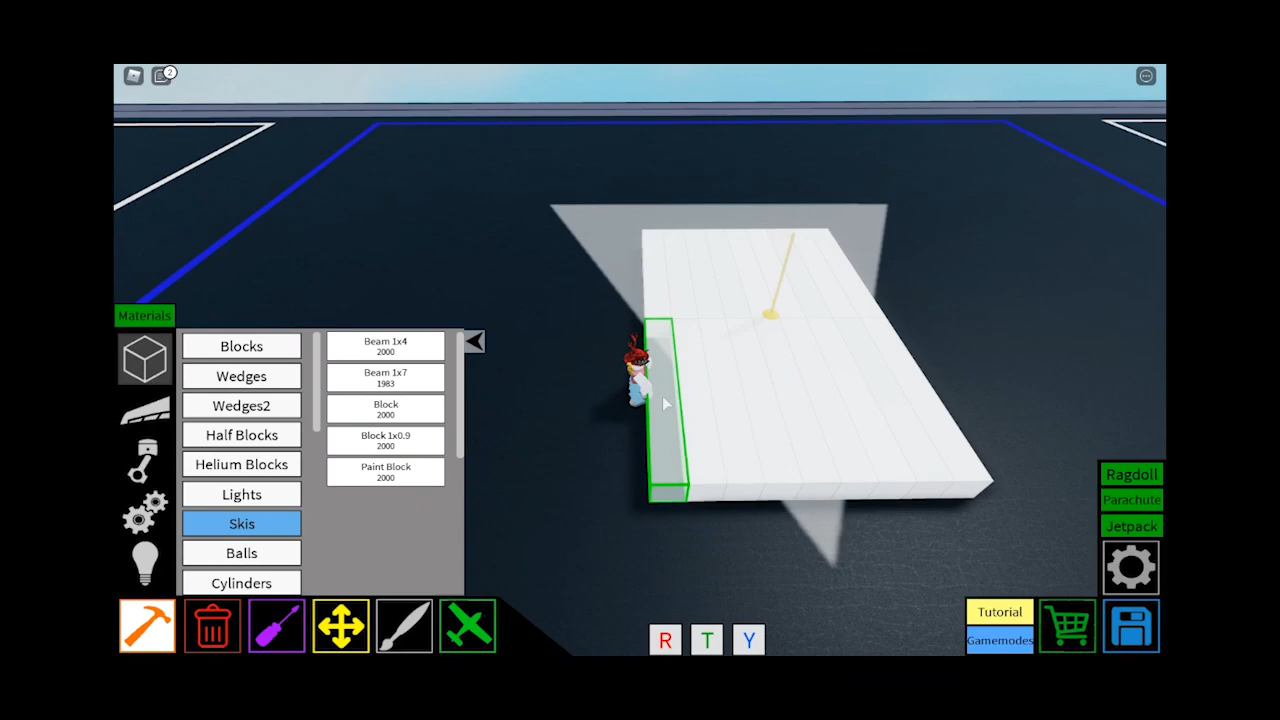 2
Materials
Blocks
Wedges
Wedges2
Half Blocks
Helium Blocks
Lights
Skis
Balls
Cylinders
Beam 1x4
2000
Beam 1x7
1983
Block
2000
Block 1x0.9
2000
Paint Block
2000
Ragdoll
Parachute
Jetpack
R T Y
Tutorial
Gamemodes